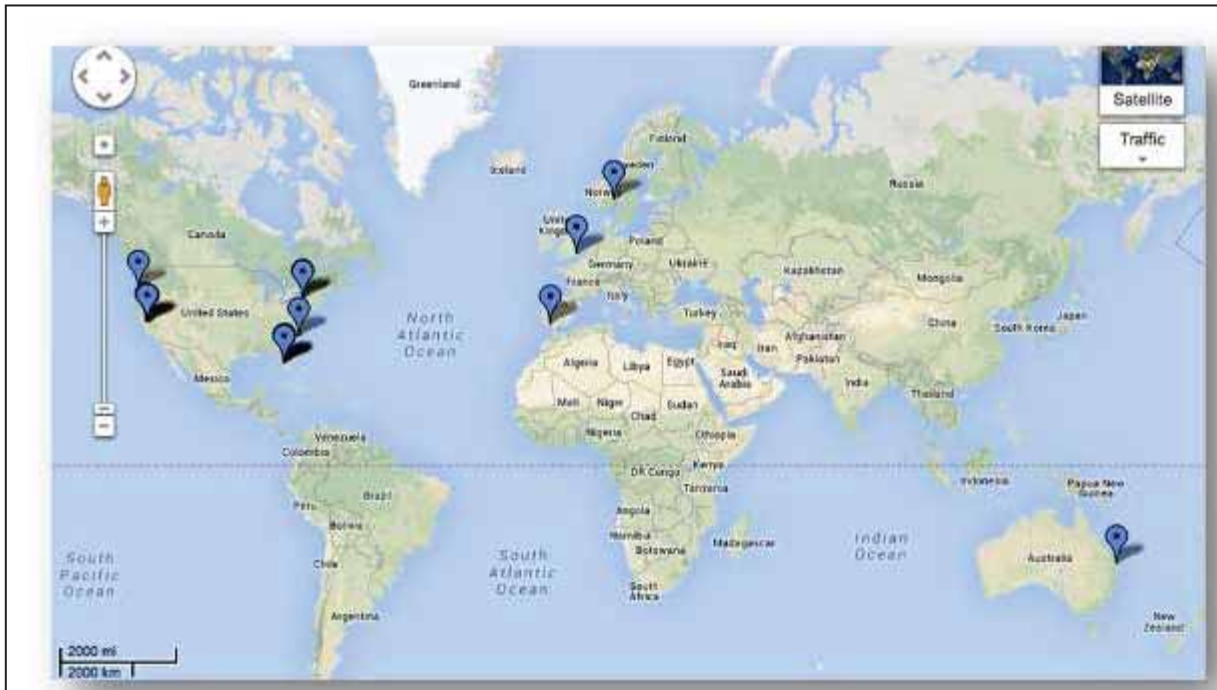 Greenland
Satellite
Traffic
Finland
Iceland
Russia
Canada
Poland
Germany
Ukraine
Kazakhstan
Mongolia
France
United States
Italy
North
Atlantic
Ocean
Turkey
China
South Korea
Japan
Iraq
Iran
Afghanistan
Pakistan
Algeria
Libya
Egypt
Saudi
Arabia
Mexico
India
Thailand
Mali
Niger
Chad
Sudan
Nigeria
Ethiopia
Venezuela
Colombia
DR Congo
Kenya
Tanzania
Indonesia
Papua New
Guinea
Brazil
Peru
Angola
Bolivia
Namibia
Botswana
Madagascar
Indian
Ocean
Australia
South
Pacific
Ocean
Chile
South
Atlantic
Ocean
South
Africa
Argentina
New
Zealand
2000 mi
2000 km